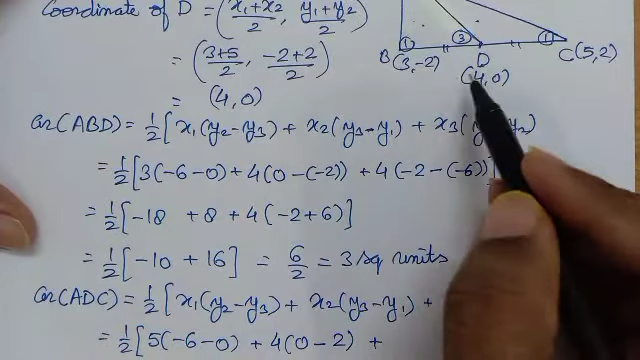 Coordinate of D = (x₁+x₂/2, y₁+y₂/2)
= (3+5/2, -2+2/2)
= (4,0)
① ③ ①
B(3,-2) D C(5,2)
(4,0)
ar(ABD) = 1/2 [x₁(y₂-y₃) + x₂(y₃-y₁) + x₃(y
= 1/2 [3(-6-0) + 4(0-(-2)) + 4(-2-(-6))]
= 1/2 [-18 + 8 + 4(-2+6)]
= 1/2 [-10 + 16] = 6/2 = 3 sq units
ar(ADC) = 1/2 [x₁(y₂-y₃) + x₂(y₃-y₁) +
= 1/2 [5(-6-0) + 4(0-2) +